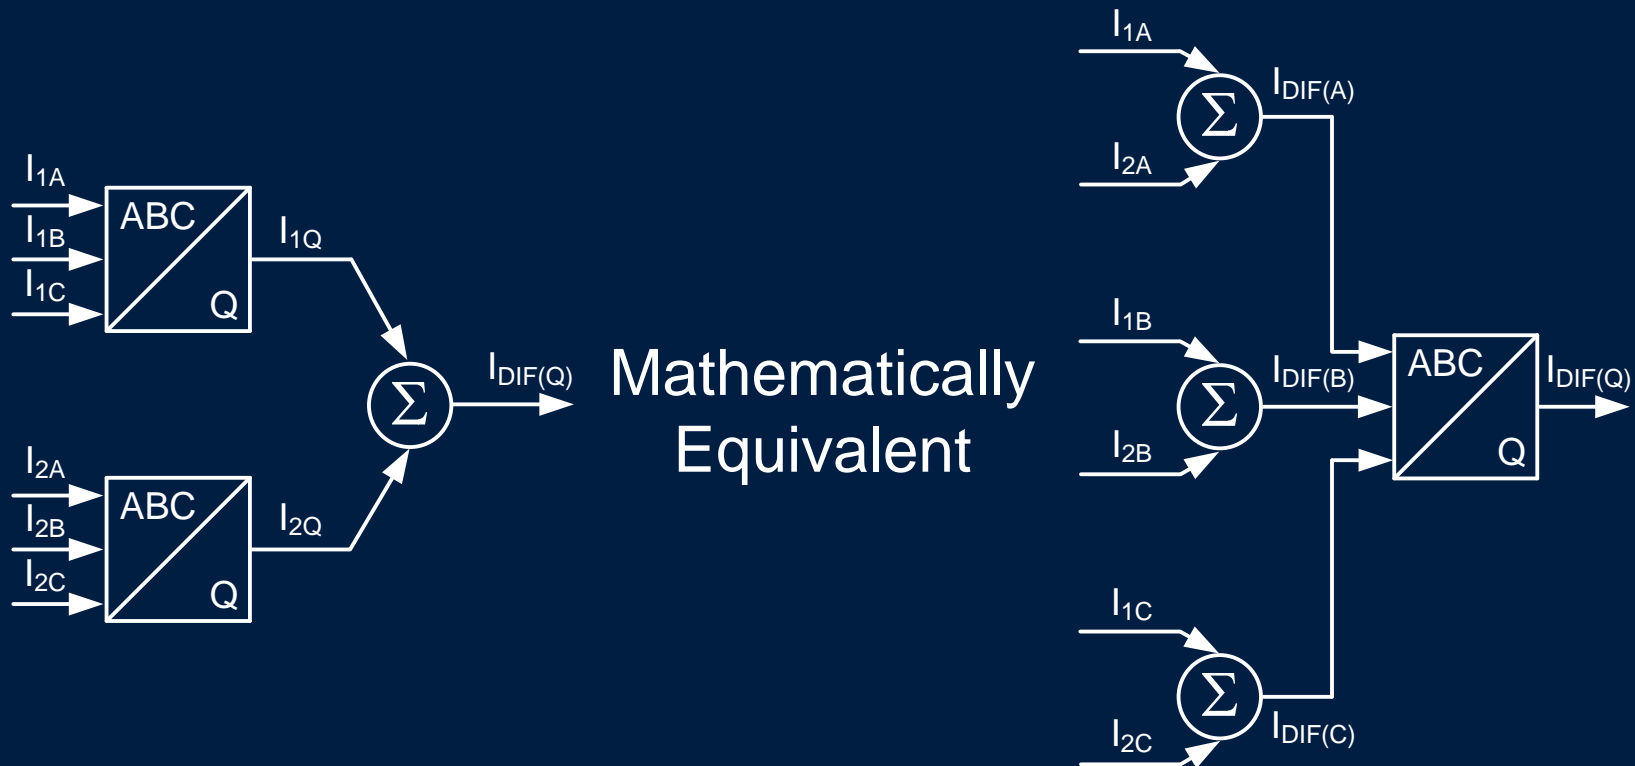 I1A
I1B
I1C
ABC
Q
I1Q
I2A
I2B
I2C
ABC
Q
I2Q
Σ
IDIF(Q)
Mathematically
Equivalent
I1A
I2A
Σ
IDIF(A)
I1B
I2B
Σ
IDIF(B)
I1C
I2C
Σ
IDIF(C)
ABC
Q
IDIF(Q)